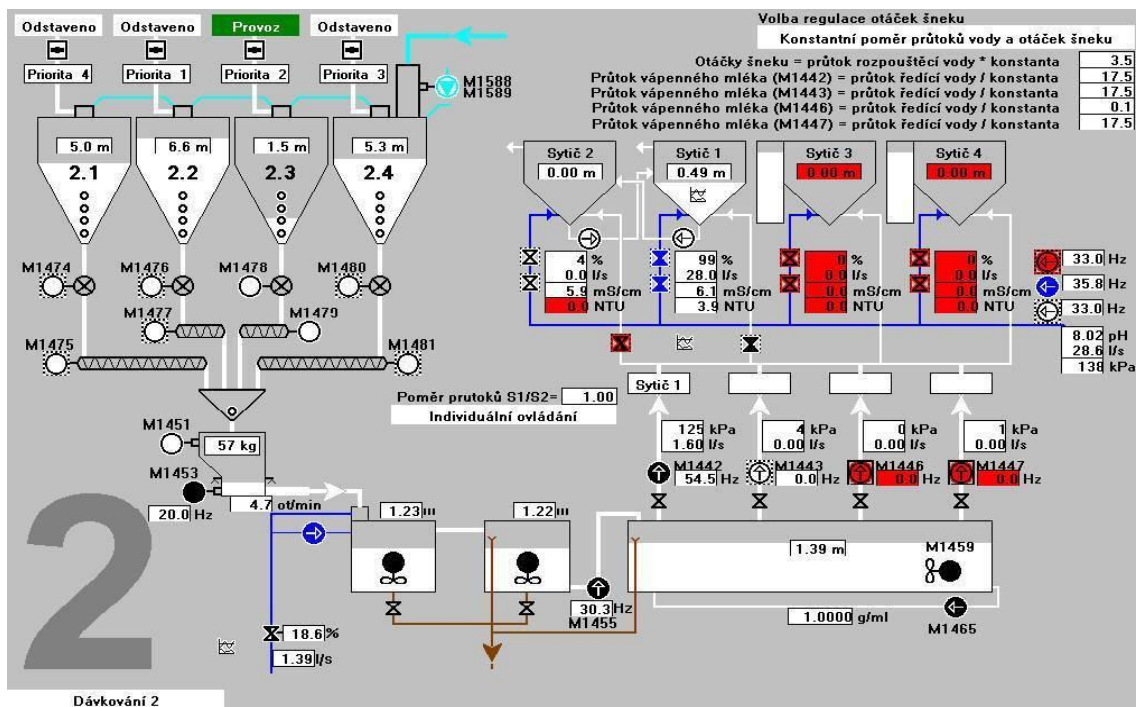 Odstaveno Odstaveno Provoz Odstaveno
Volba regulace otáček šneku
Konstantní poměr průtoků vody a otáček šneku
Priorita 4 Priorita 1 Priorita 2 Priorita 3
M1588
M1589
Otáčky šneku = průtok rozpouštěcí vody * konstanta 3.5
Průtok vápenného mléka (M1442) = průtok ředící vody / konstanta 17.5
Průtok vápenného mléka (M1443) = průtok ředící vody / konstanta 17.5
Průtok vápenného mléka (M1446) = průtok ředící vody / konstanta 0.1
Průtok vápenného mléka (M1447) = průtok ředící vody / konstanta 17.5
5.0 m 6.6 m 1.5 m 5.3 m
2.1 2.2 2.3 2.4
Sytič 2 Sytič 1 Sytič 3 Sytič 4
0.00 m 0.49 m 0.00 m 0.00 m
M1474 M1476 M1478 M1480
4 % 99 % 0 % 0 %
0.0 l/s 28.0 l/s 0.0 l/s 0.0 l/s
5.9 mS/cm 6.1 mS/cm 0.0 mS/cm 0.0 mS/cm
0.0 NTU 3.9 NTU 0.0 NTU 0.0 NTU
33.0 Hz
35.8 Hz
33.0 Hz
M1477 M1479
M1475 M1481
8.02 pH
28.6 l/s
138 kPa
Poměr prutoků S1/S2= 1.00
Individuální ovládání
Sytič 1
M1451
57 kg
125 kPa 4 kPa 0 kPa 1 kPa
1.60 l/s 0.00 l/s 0.00 l/s 0.00 l/s
M1442 M1443 M1446 M1447
54.5 Hz 0.0 Hz 0.0 Hz 0.0 Hz
M1453
20.0 Hz
4.7 ot/min
1.23 m 1.22 m
1.39 m
M1459
30.3 Hz
M1455
1.0000 g/ml
M1465
2
18.6 %
1.39 l/s
Dávkování 2